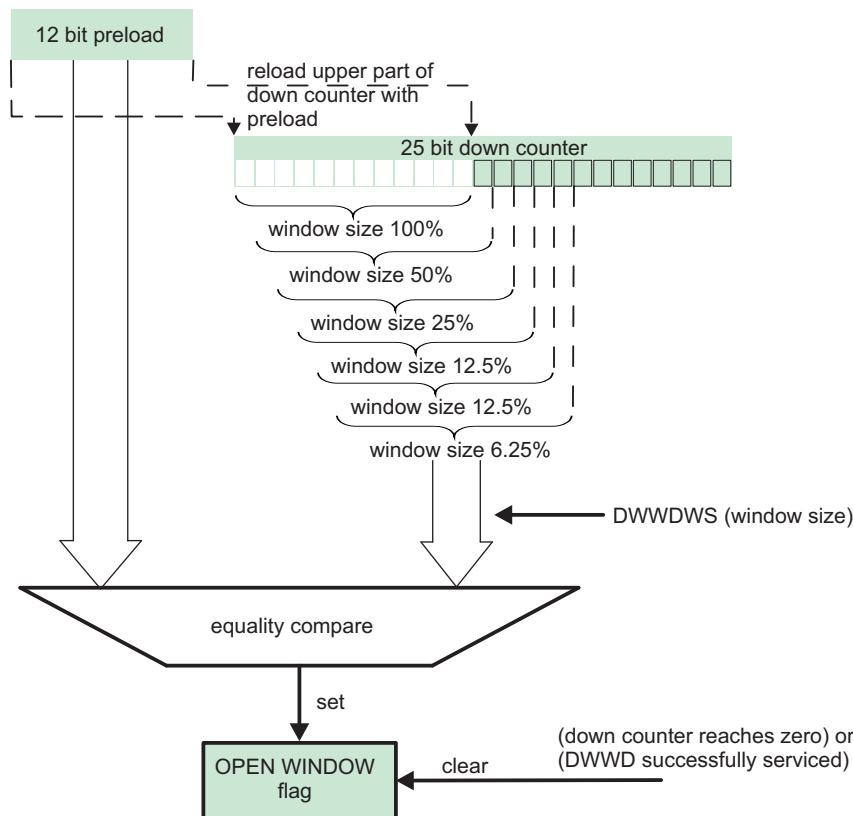 12 bit preload
reload upper part of
down counter with
preload
25 bit down counter
window size 100%
window size 50%
window size 25%
window size 12.5%
window size 12.5%
window size 6.25%
DWWDWS (window size)
equality compare
set
OPEN WINDOW
flag
clear
(down counter reaches zero) or
(DWWD successfully serviced)